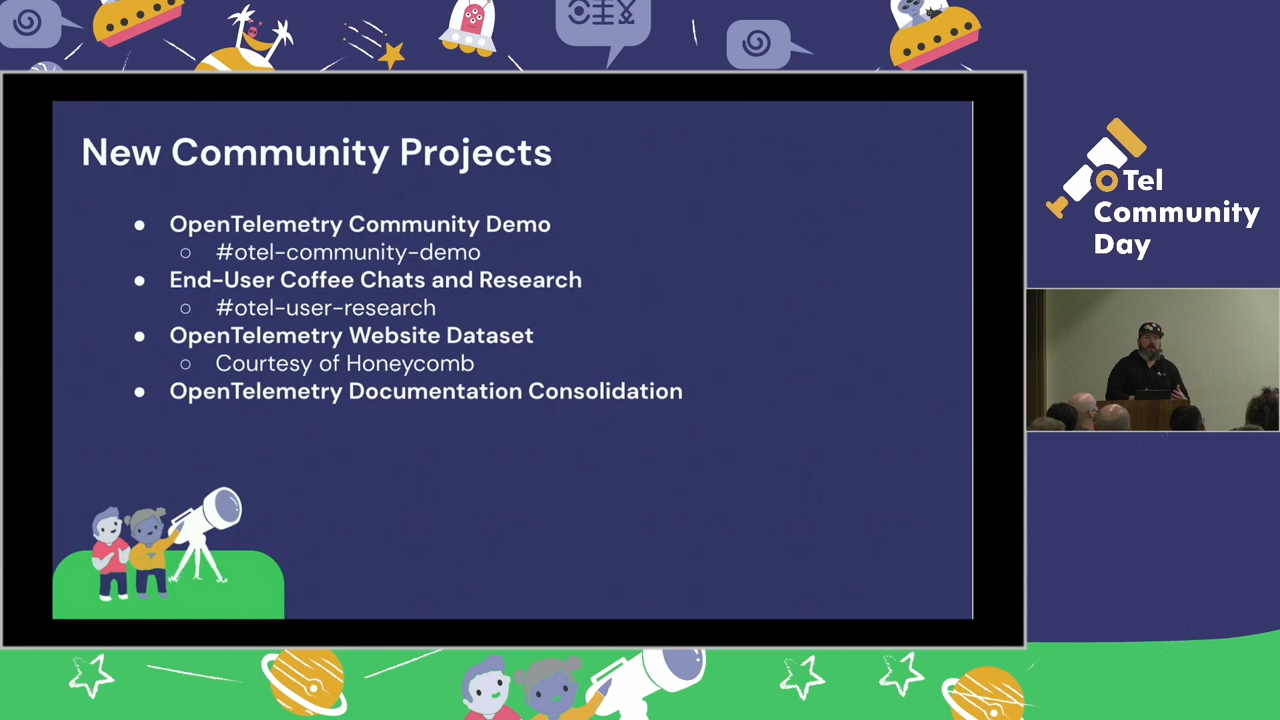 New Community Projects
● OpenTelemetry Community Demo
○ #otel-community-demo
● End-User Coffee Chats and Research
○ #otel-user-research
● OpenTelemetry Website Dataset
○ Courtesy of Honeycomb
● OpenTelemetry Documentation Consolidation
OTel
Community
Day